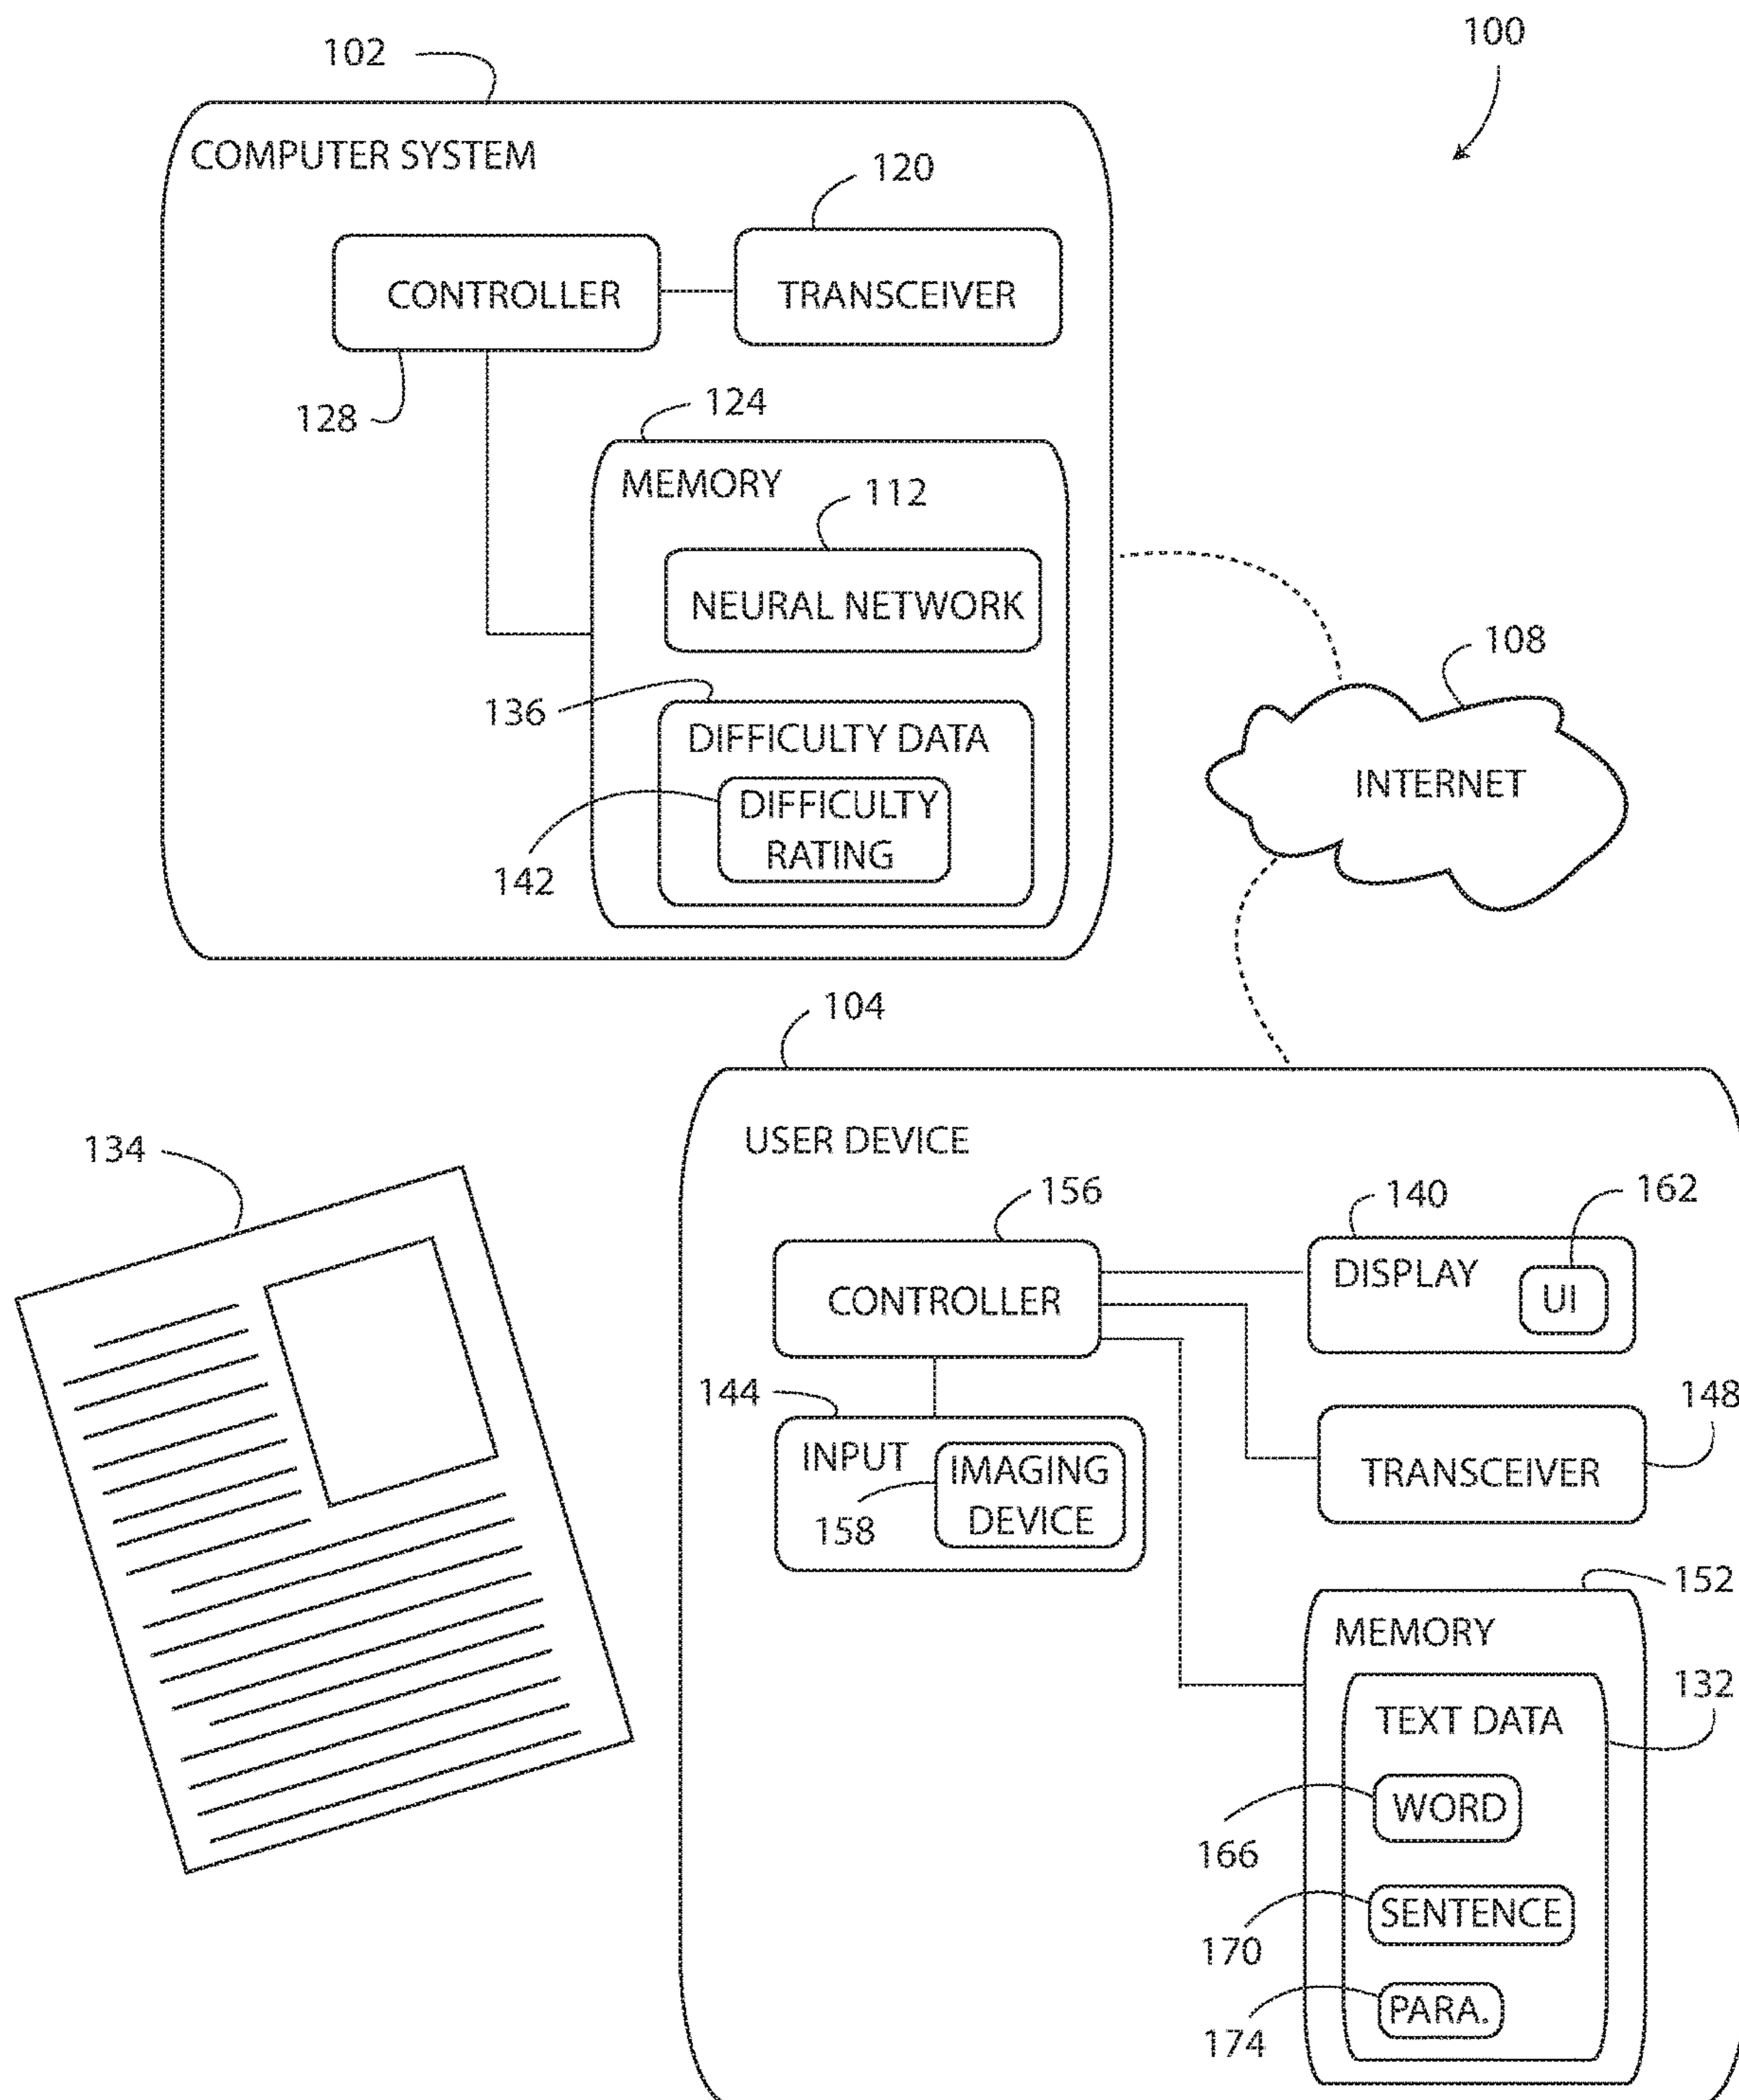 100
102
COMPUTER SYSTEM
120
CONTROLLER
TRANSCEIVER
128
124
MEMORY
112
NEURAL NETWORK
136
DIFFICULTY DATA
DIFFICULTY
RATING
142
108
INTERNET
104
USER DEVICE
134
156
140
162
CONTROLLER
DISPLAY
UI
144
148
INPUT
IMAGING
DEVICE
158
TRANSCEIVER
152
MEMORY
132
TEXT DATA
WORD
166
SENTENCE
170
PARA.
174